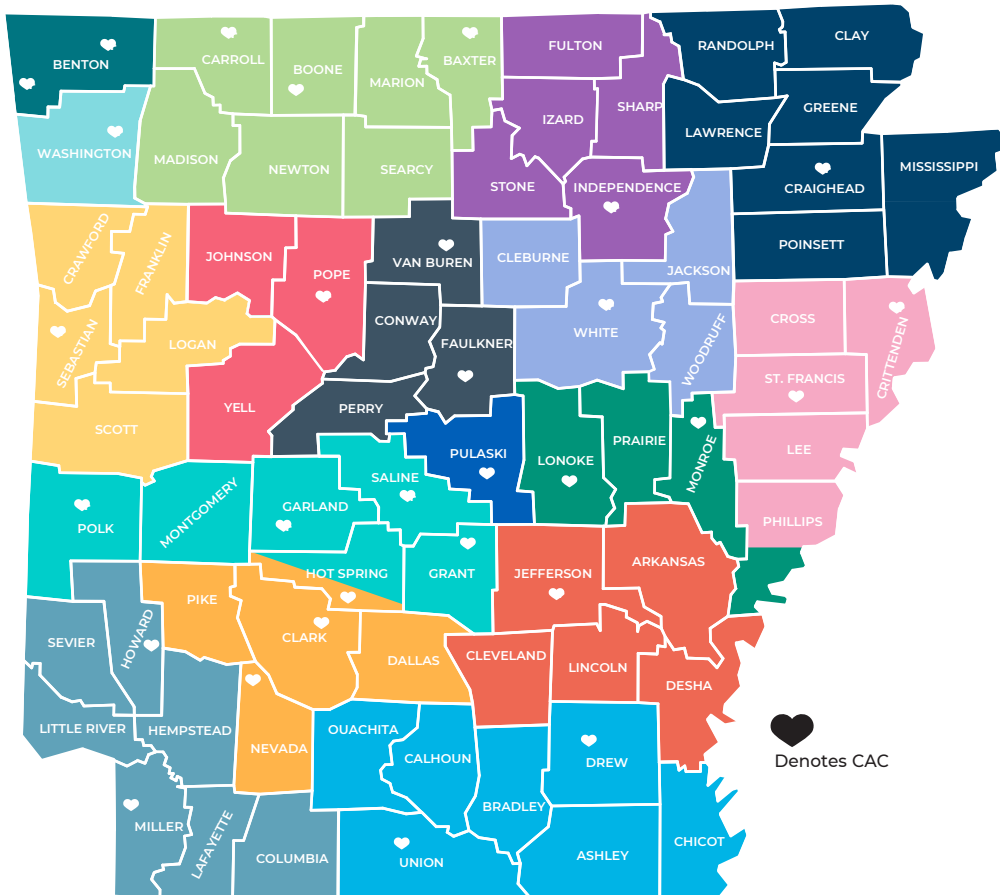 BENTON
CARROLL
BOONE
MARION
BAXTER
FULTON
SHARP
RANDOLPH
CLAY
WASHINGTON
MADISON
NEWTON
SEARCY
IZARD
STONE
INDEPENDENCE
LAWRENCE
GREENE
CRAIGHEAD
MISSISSIPPI
POINSETT
CRAWFORD
FRANKLIN
JOHNSON
POPE
VAN BUREN
CLEBURNE
JACKSON
SEBASTIAN
LOGAN
CONWAY
FAULKNER
WHITE
WOODRUFF
CROSS
CRITTENDEN
SCOTT
YELL
PERRY
PULASKI
LONOKE
PRAIRIE
MONROE
ST. FRANCIS
LEE
PHILLIPS
POLK
MONTGOMERY
GARLAND
SALINE
HOT SPRING
GRANT
JEFFERSON
ARKANSAS
SEVIER
HOWARD
PIKE
CLARK
DALLAS
CLEVELAND
LINCOLN
DESHA
LITTLE RIVER
HEMPSTEAD
NEVADA
OUACHITA
CALHOUN
BRADLEY
DREW
MILLER
LAFAYETTE
COLUMBIA
UNION
ASHLEY
CHICOT
Denotes CAC